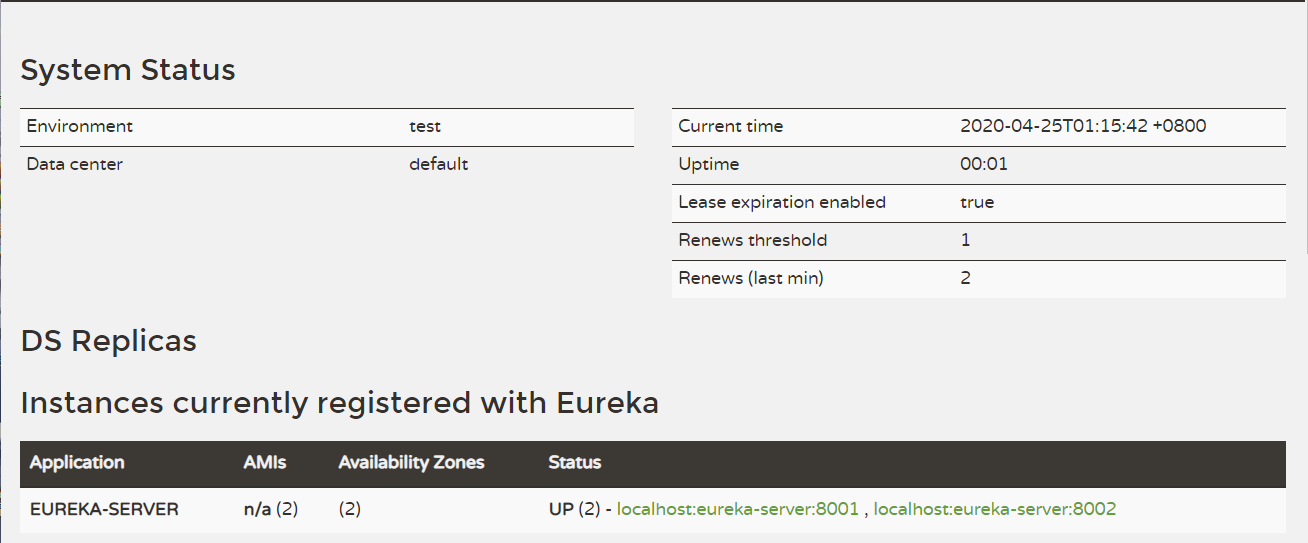 System Status
Environment test
Data center default
Current time 2020-04-25T01:15:42 +0800
Uptime 00:01
Lease expiration enabled true
Renews threshold 1
Renews (last min) 2
DS Replicas
Instances currently registered with Eureka
Application AMIs Availability Zones Status
EUREKA-SERVER n/a (2) (2) UP (2) - localhost:eureka-server:8001 , localhost:eureka-server:8002